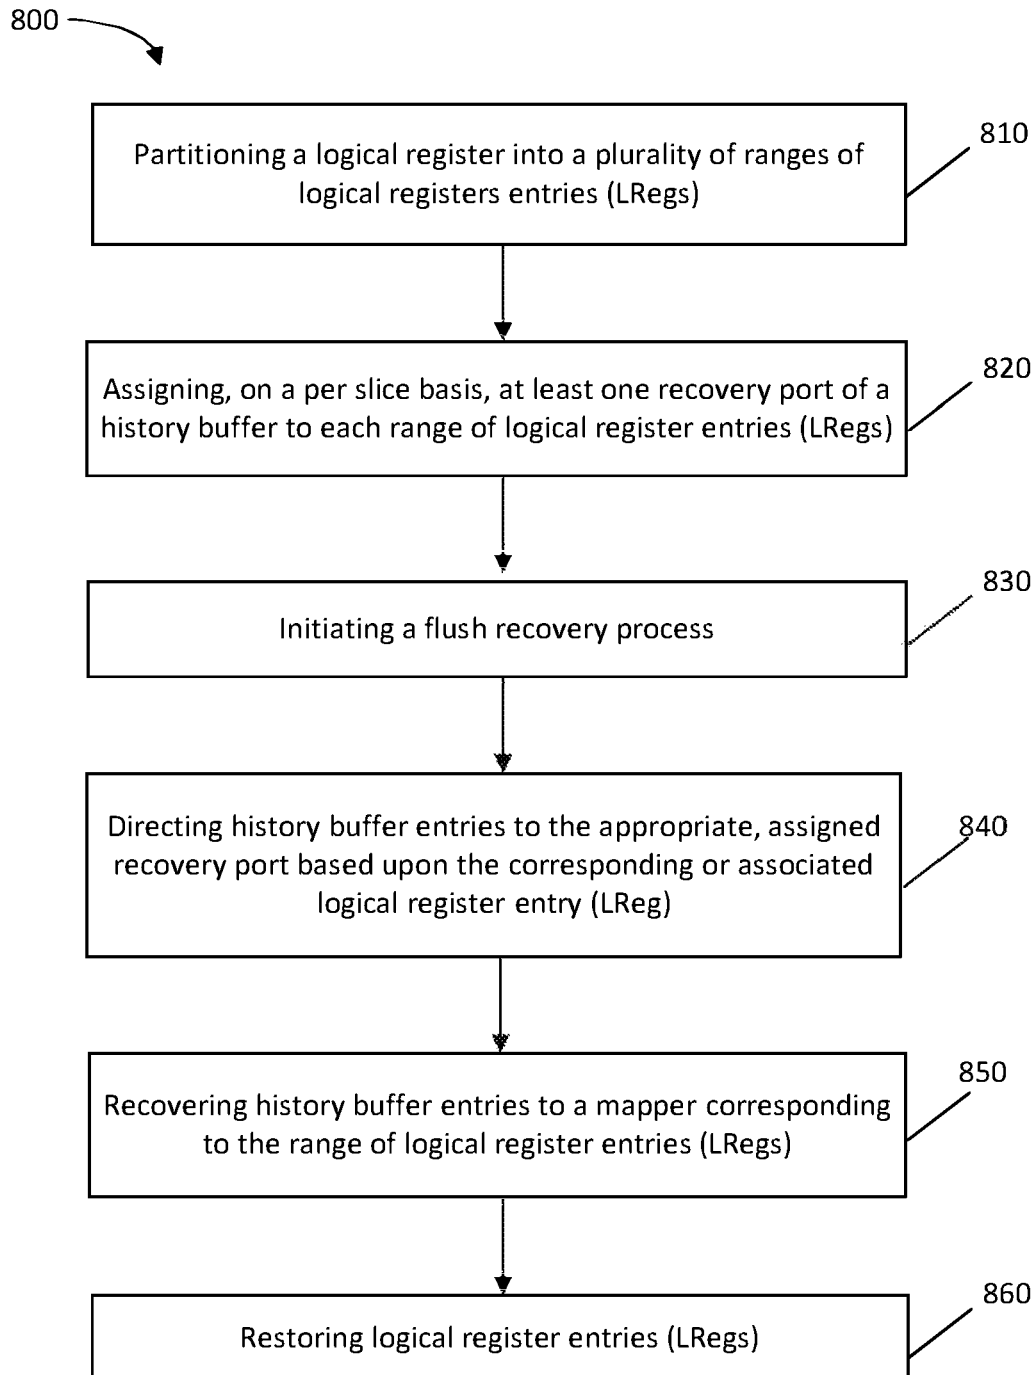 800
Partitioning a logical register into a plurality of ranges of
logical registers entries (LRegs)
810
Assigning, on a per slice basis, at least one recovery port of a
history buffer to each range of logical register entries (LRegs)
820
Initiating a flush recovery process
830
Directing history buffer entries to the appropriate, assigned
recovery port based upon the corresponding or associated
logical register entry (LReg)
840
Recovering history buffer entries to a mapper corresponding
to the range of logical register entries (LRegs)
850
Restoring logical register entries (LRegs)
860